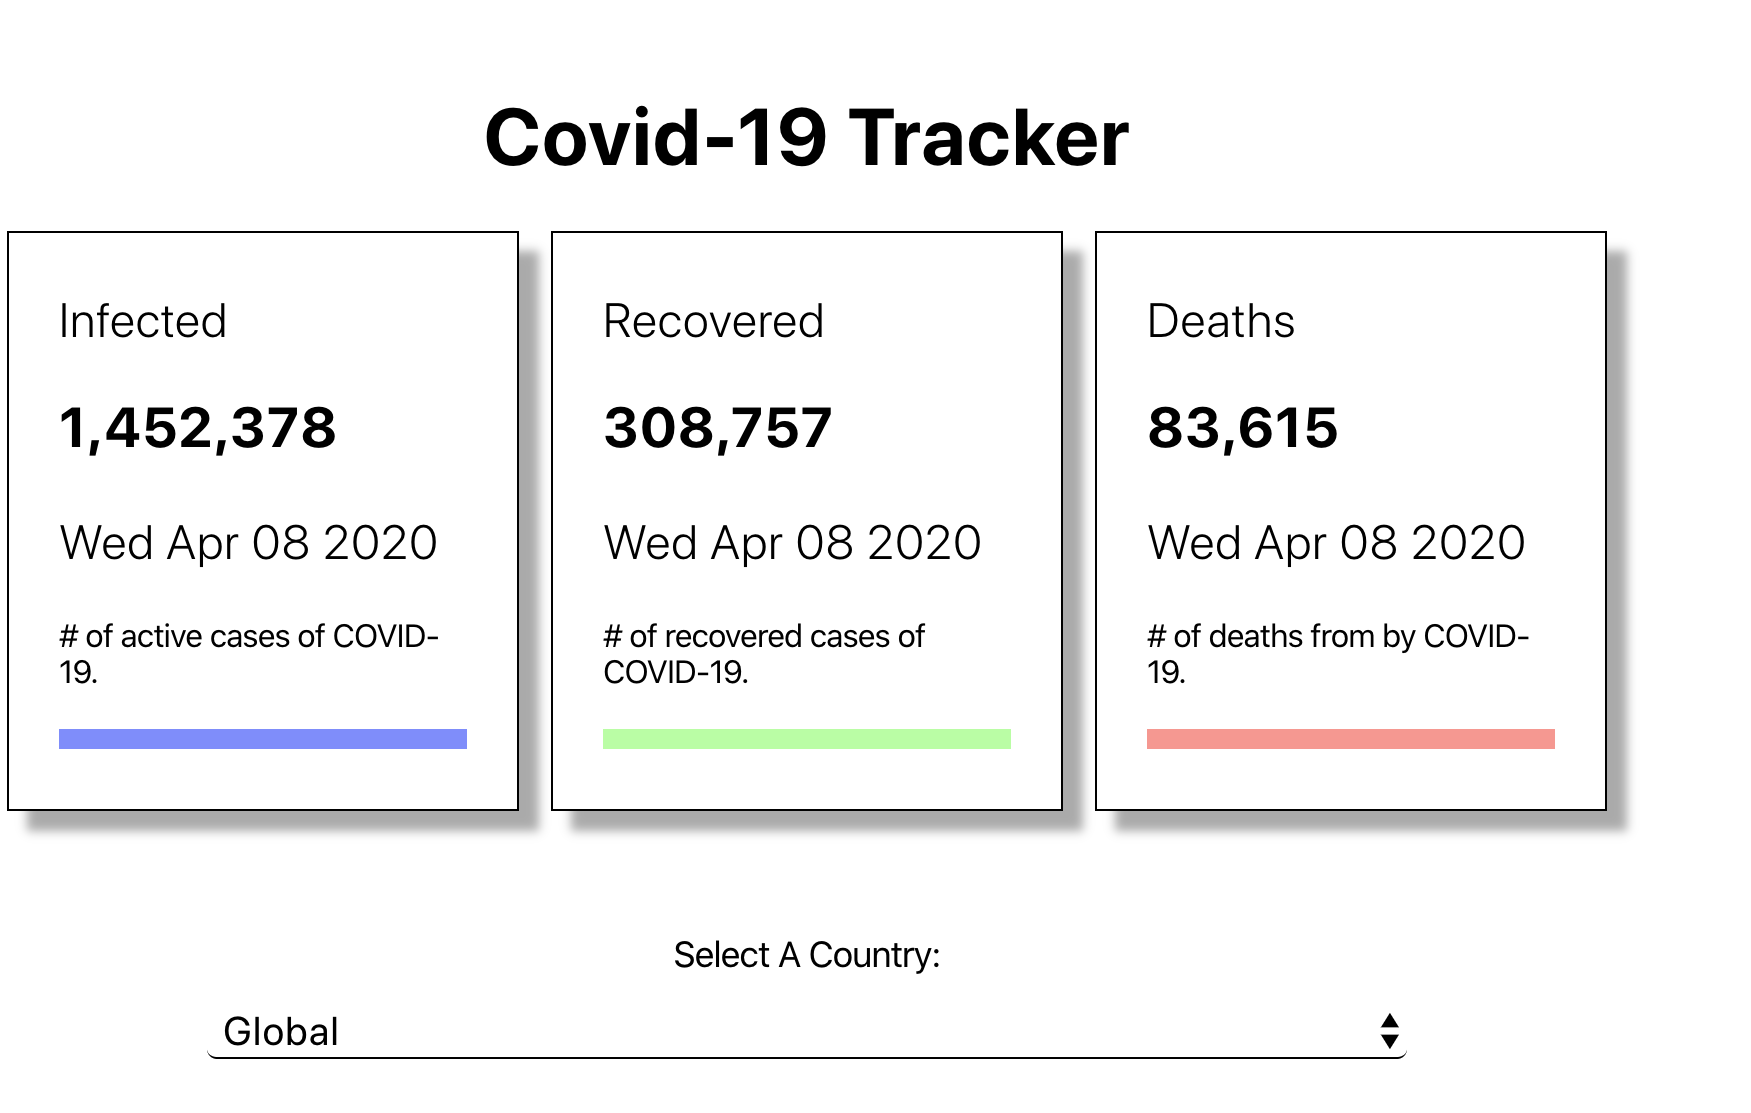 Covid-19 Tracker
Infected
1,452,378
Wed Apr 08 2020
# of active cases of COVID-
19.
Recovered
308,757
Wed Apr 08 2020
# of recovered cases of
COVID-19.
Deaths
83,615
Wed Apr 08 2020
# of deaths from by COVID-
19.
Select A Country:
Global